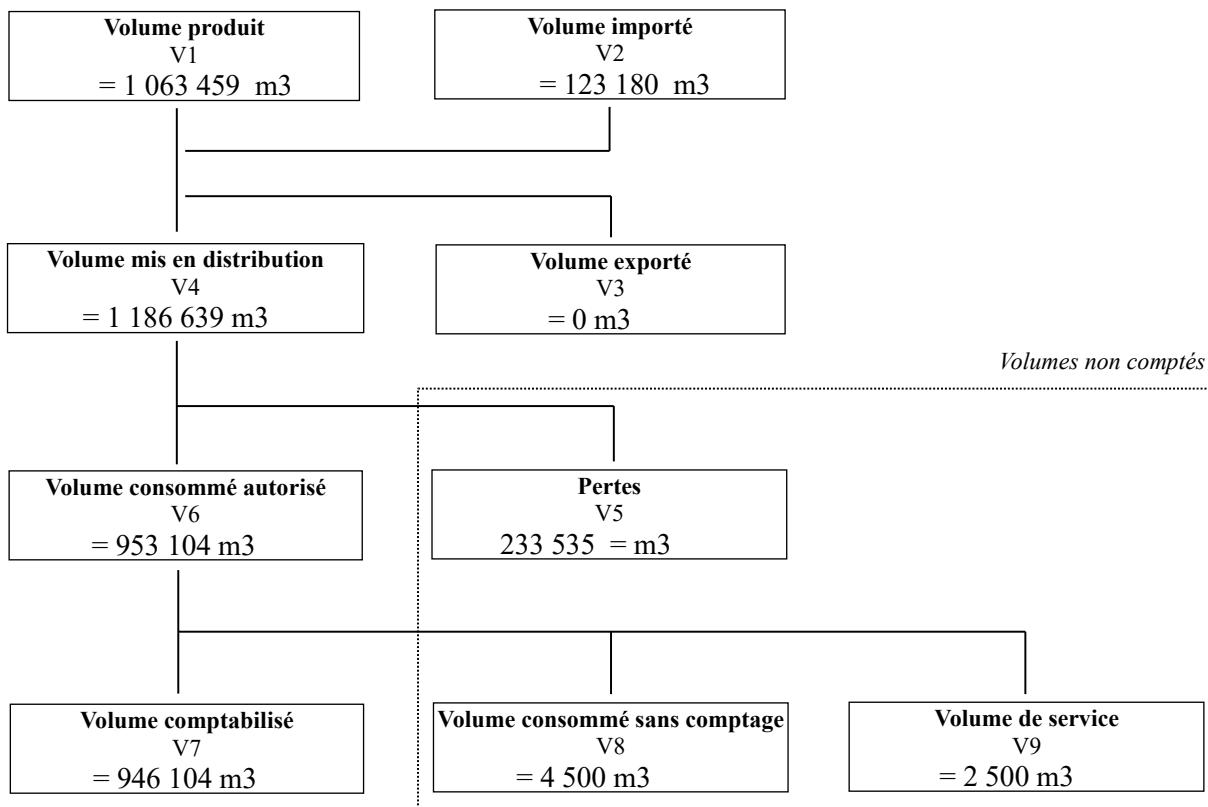 Volume produit
V1
= 1 063 459 m3
Volume importé
V2
= 123 180 m3
Volume mis en distribution
V4
= 1 186 639 m3
Volume exporté
V3
= 0 m3
Volumes non comptés
Volume consommé autorisé
V6
= 953 104 m3
Pertes
V5
233 535 = m3
Volume comptabilisé
V7
= 946 104 m3
Volume consommé sans comptage
V8
= 4 500 m3
Volume de service
V9
= 2 500 m3